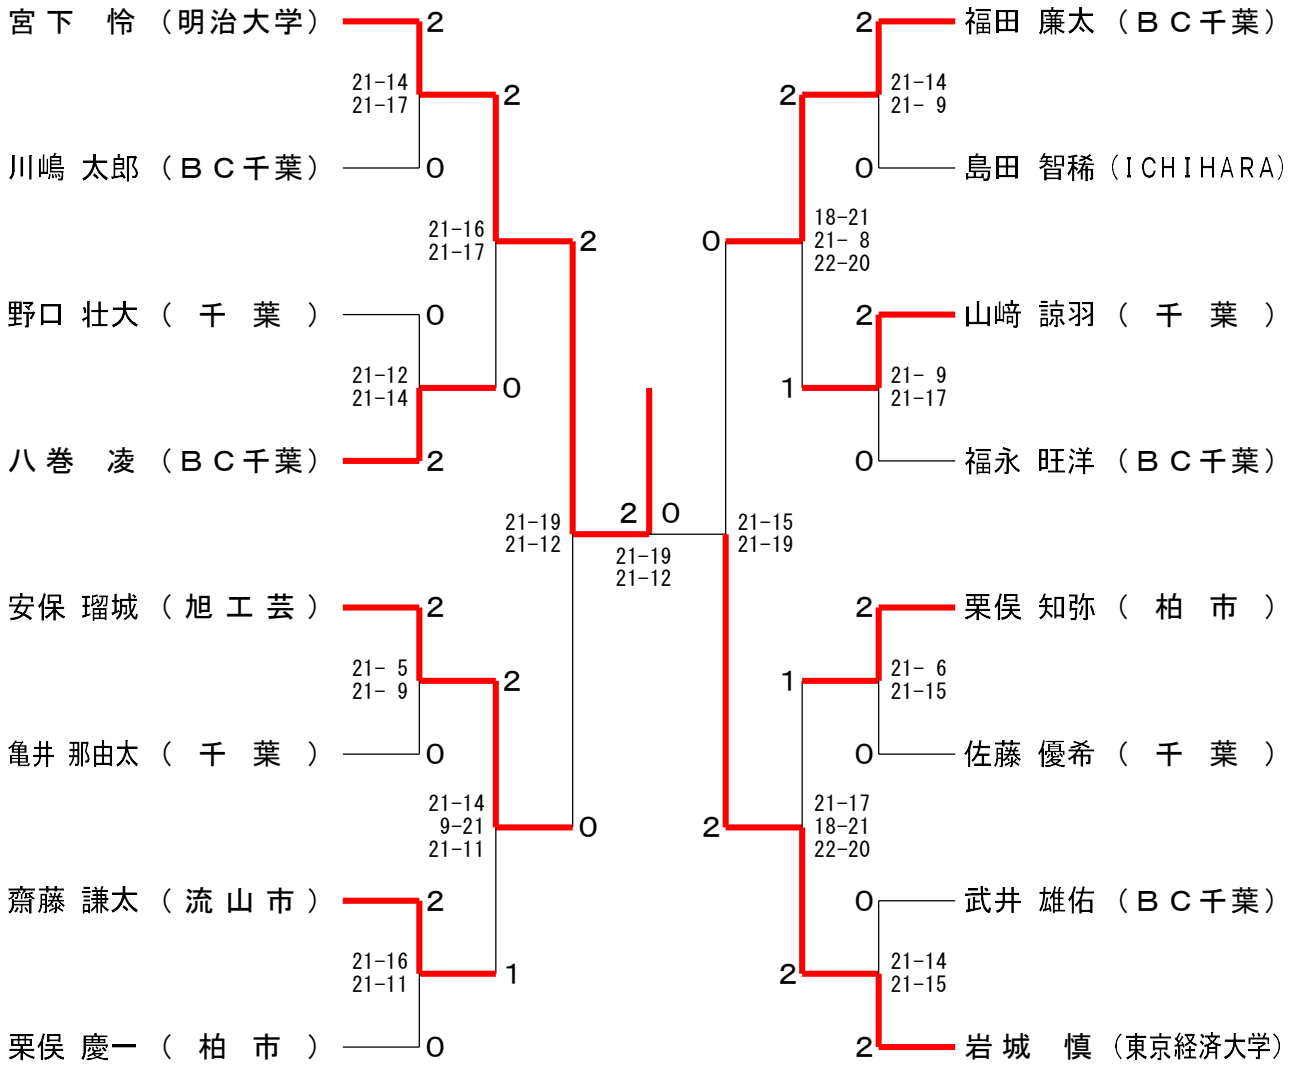 宮下 怜 （明治大学） 2
21-14
21-17
2
川嶋 太郎 （ＢＣ千葉） 0
21-16
21-17
2
野口 壮大 （ 千 葉 ） 0
21-12
21-14
0
八巻 凌 （ＢＣ千葉） 2
21-19
21-12
安保 瑠城 （ 旭 工 芸 ） 2
21- 5
21- 9
2
亀井 那由太 （ 千 葉 ） 0
21-14
9-21
21-11
0
齋藤 謙太 （ 流 山 市 ） 2
21-16
21-11
1
栗俣 慶一 （ 柏 市 ） 0
2 0
21-19
21-12
2 福田 廉太 （ＢＣ千葉）
2
21-14
21- 9
0 島田 智稀 （ＩＣＨＩＨＡＲＡ）
0
18-21
21- 8
22-20
2 山﨑 諒羽 （ 千 葉 ）
1
21- 9
21-17
0 福永 旺洋 （ＢＣ千葉）
21-15
21-19
2 栗俣 知弥 （ 柏 市 ）
1
21- 6
21-15
0 佐藤 優希 （ 千 葉 ）
2
21-17
18-21
22-20
0 武井 雄佑 （ＢＣ千葉）
2
21-14
21-15
2 岩城 慎 （東京経済大学）